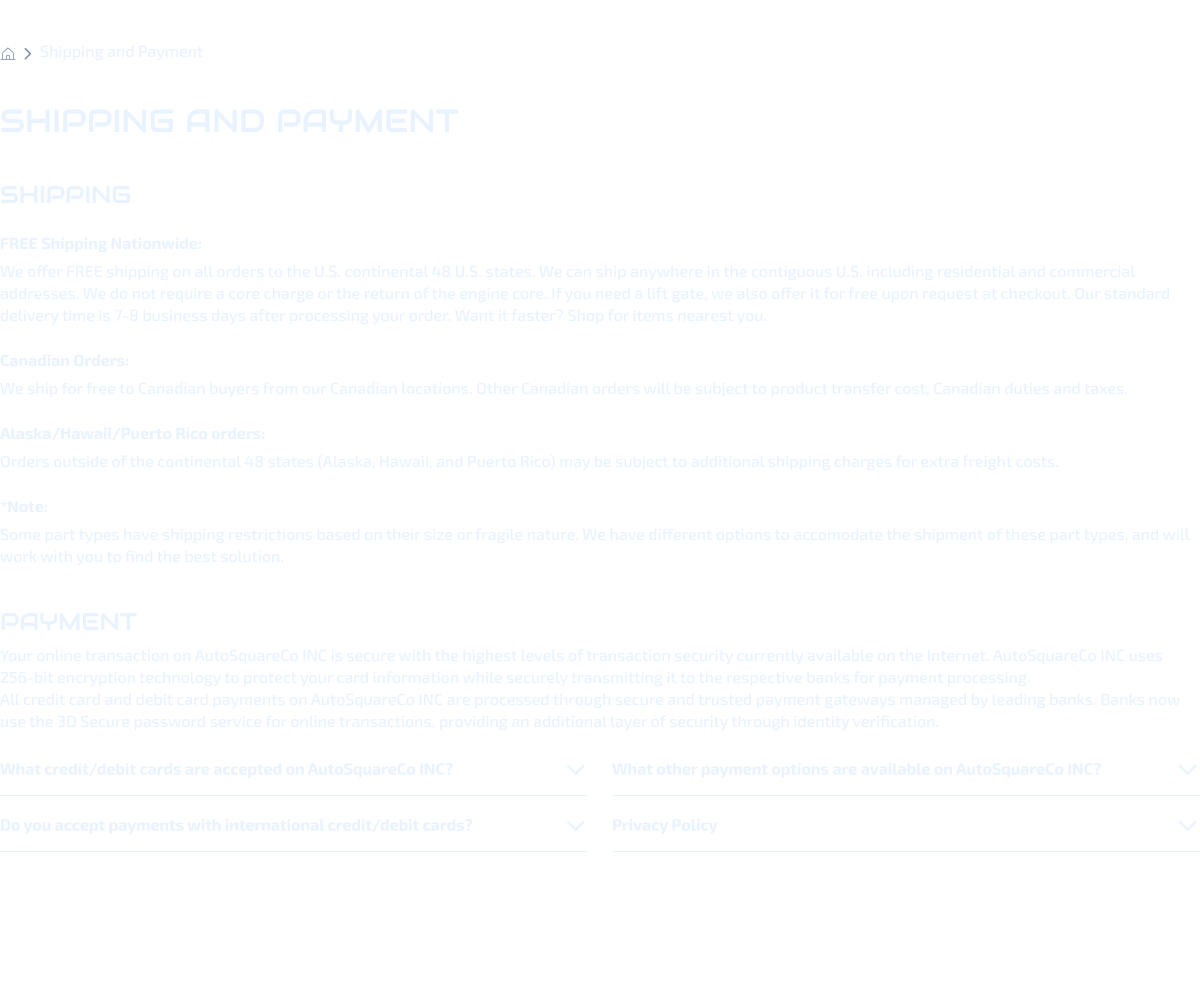 Shipping and Payment
SHIPPING AND PAYMENT
SHIPPING
FREE Shipping Nationwide:
We offer FREE shipping on all orders to the U.S. continental 48 U.S. states. We can ship anywhere in the contiguous U.S. including residential and commercial
addresses. We do not require a core charge or the return of the engine core. If you need a lift gate, we also offer it for free upon request at checkout. Our standard
delivery time is 7-8 business days after processing your order. Want it faster? Shop for items nearest you.
Canadian Orders:
We ship for free to Canadian buyers from our Canadian locations. Other Canadian orders will be subject to product transfer cost, Canadian duties and taxes.
Alaska/Hawaii/Puerto Rico orders:
Orders outside of the continental 48 states (Alaska, Hawaii, and Puerto Rico) may be subject to additional shipping charges for extra freight costs.
*Note:
Some part types have shipping restrictions based on their size or fragile nature. We have different options to accomodate the shipment of these part types, and will
work with you to find the best solution.
PAYMENT
Your online transaction on AutoSquareCo INC is secure with the highest levels of transaction security currently available on the Internet. AutoSquareCo INC uses
256-bit encryption technology to protect your card information while securely transmitting it to the respective banks for payment processing.
All credit card and debit card payments on AutoSquareCo INC are processed through secure and trusted payment gateways managed by leading banks. Banks now
use the 3D Secure password service for online transactions, providing an additional layer of security through identity verification.
What credit/debit cards are accepted on AutoSquareCo INC?
What other payment options are available on AutoSquareCo INC?
Do you accept payments with international credit/debit cards?
Privacy Policy